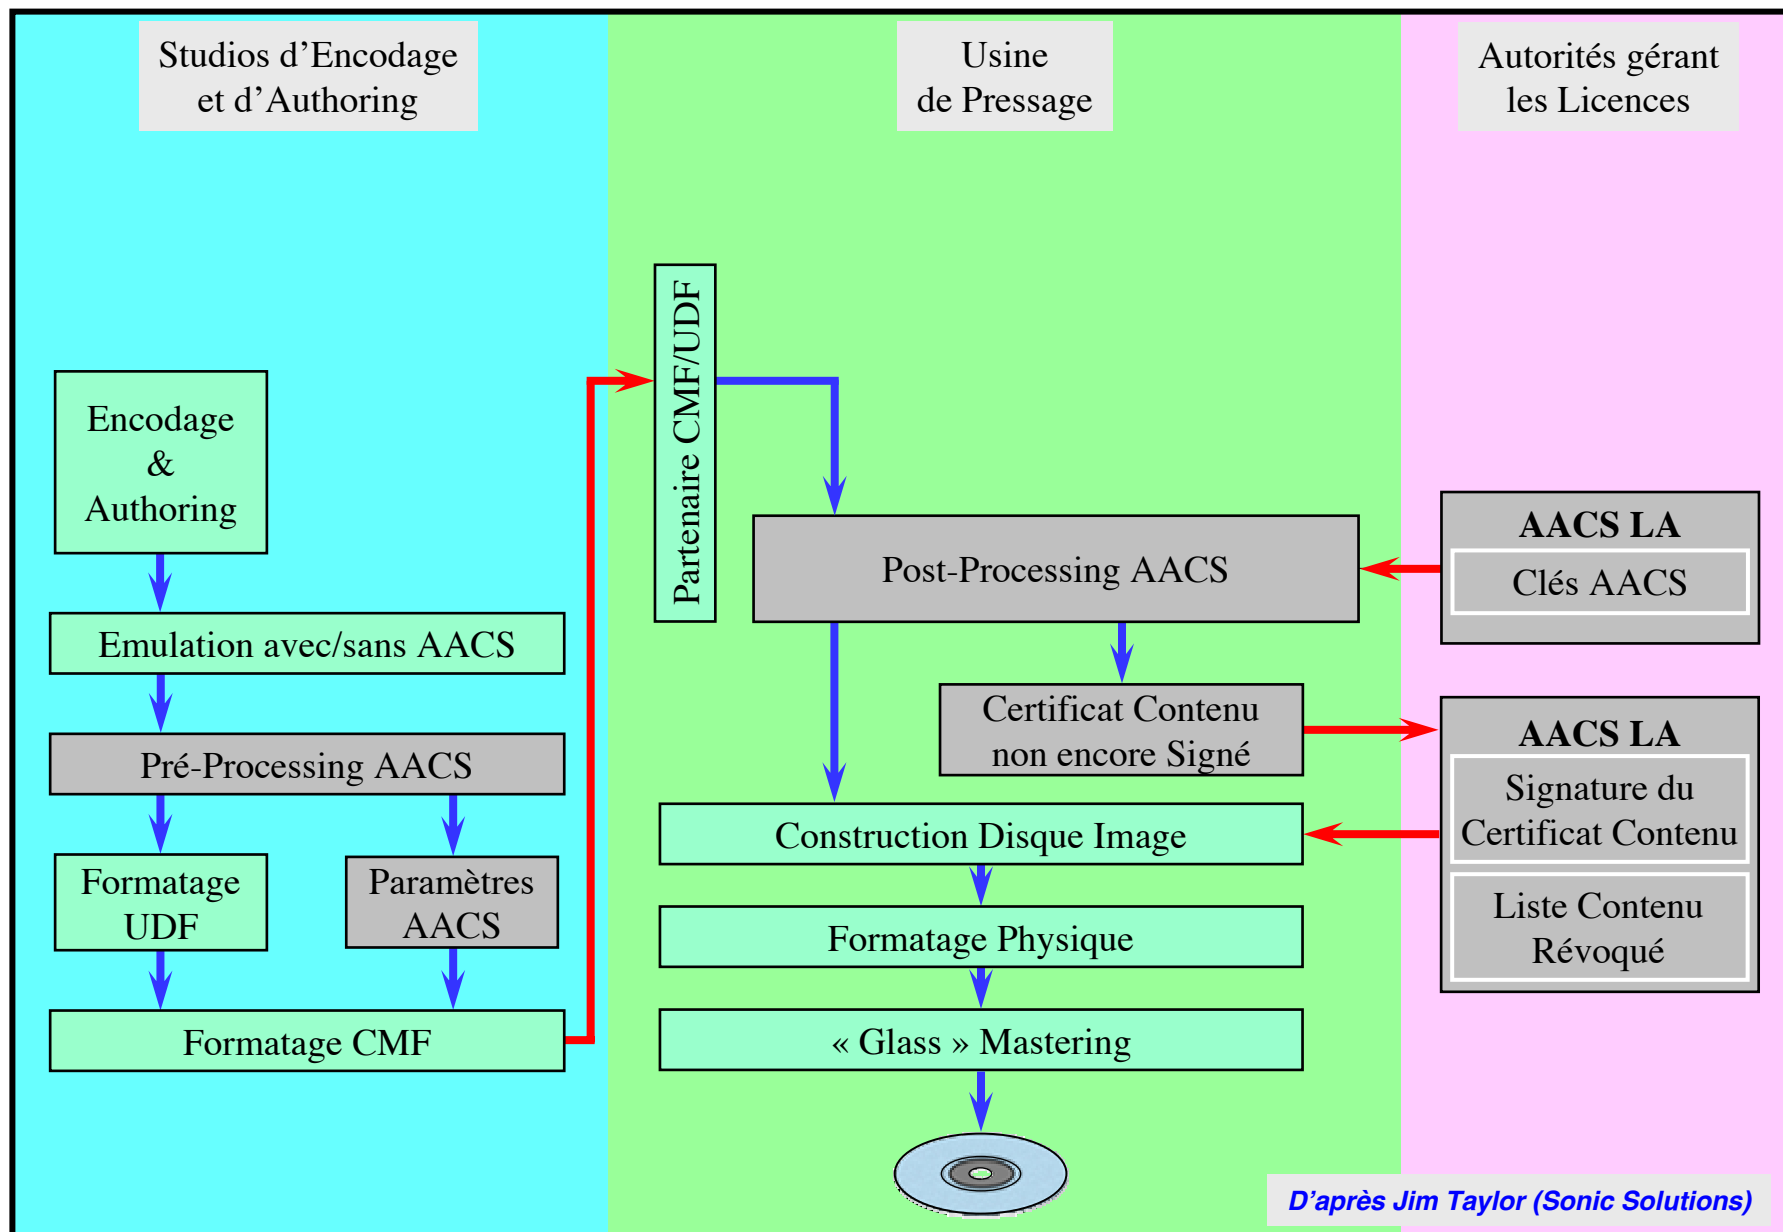 Studios d’Encodage
et d’Authoring
Usine
de Pressage
Autorités gérant
les Licences
Encodage
&
Authoring
Emulation avec/sans AACS
Pré-Processing AACS
Formatage
UDF
Paramètres
AACS
Formatage CMF
Partenaire CMF/UDF
Post-Processing AACS
Certificat Contenu
non encore Signé
Construction Disque Image
Formatage Physique
« Glass » Mastering
AACS LA
Clés AACS
AACS LA
Signature du
Certificat Contenu
Liste Contenu
Révoqué
D’après Jim Taylor (Sonic Solutions)